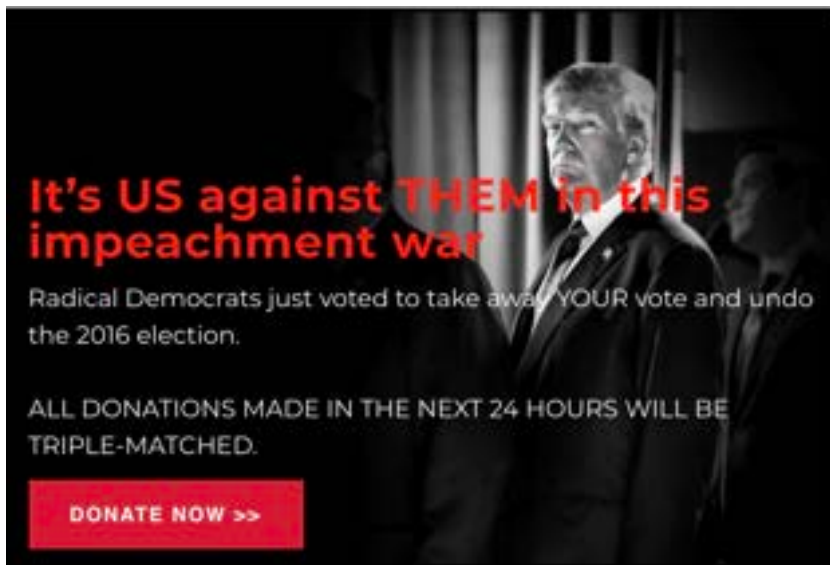 It's US against THEM in this
impeachment war
Radical Democrats just voted to take away YOUR vote and undo
the 2016 election.
ALL DONATIONS MADE IN THE NEXT 24 HOURS WILL BE
TRIPLE-MATCHED.
DONATE NOW >>